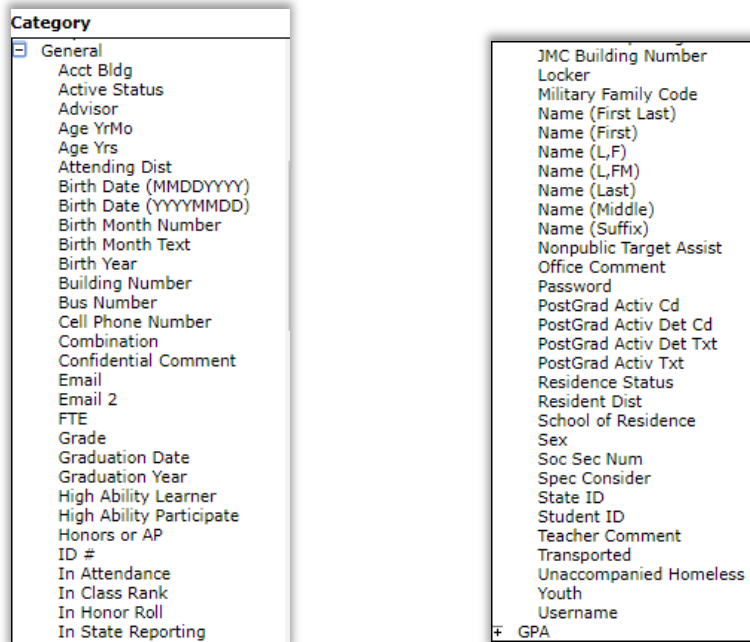 Category
General
Acct Bldg
Active Status
Advisor
Age YrMo
Age Yrs
Attending Dist
Birth Date (MMDDYYYY)
Birth Date (YYYYMMDD)
Birth Month Number
Birth Month Text
Birth Year
Building Number
Bus Number
Cell Phone Number
Combination
Confidential Comment
Email
Email 2
FTE
Grade
Graduation Date
Graduation Year
High Ability Learner
High Ability Participate
Honors or AP
ID #
In Attendance
In Class Rank
In Honor Roll
In State Reporting
JMC Building Number
Locker
Military Family Code
Name (First Last)
Name (First)
Name (L,F)
Name (L,FM)
Name (Last)
Name (Middle)
Name (Suffix)
Nonpublic Target Assist
Office Comment
Password
PostGrad Activ Cd
PostGrad Activ Det Cd
PostGrad Activ Det Txt
PostGrad Activ Txt
Residence Status
Resident Dist
School of Residence
Sex
Soc Sec Num
Spec Consider
State ID
Student ID
Teacher Comment
Transported
Unaccompanied Homeless
Youth
Username
GPA